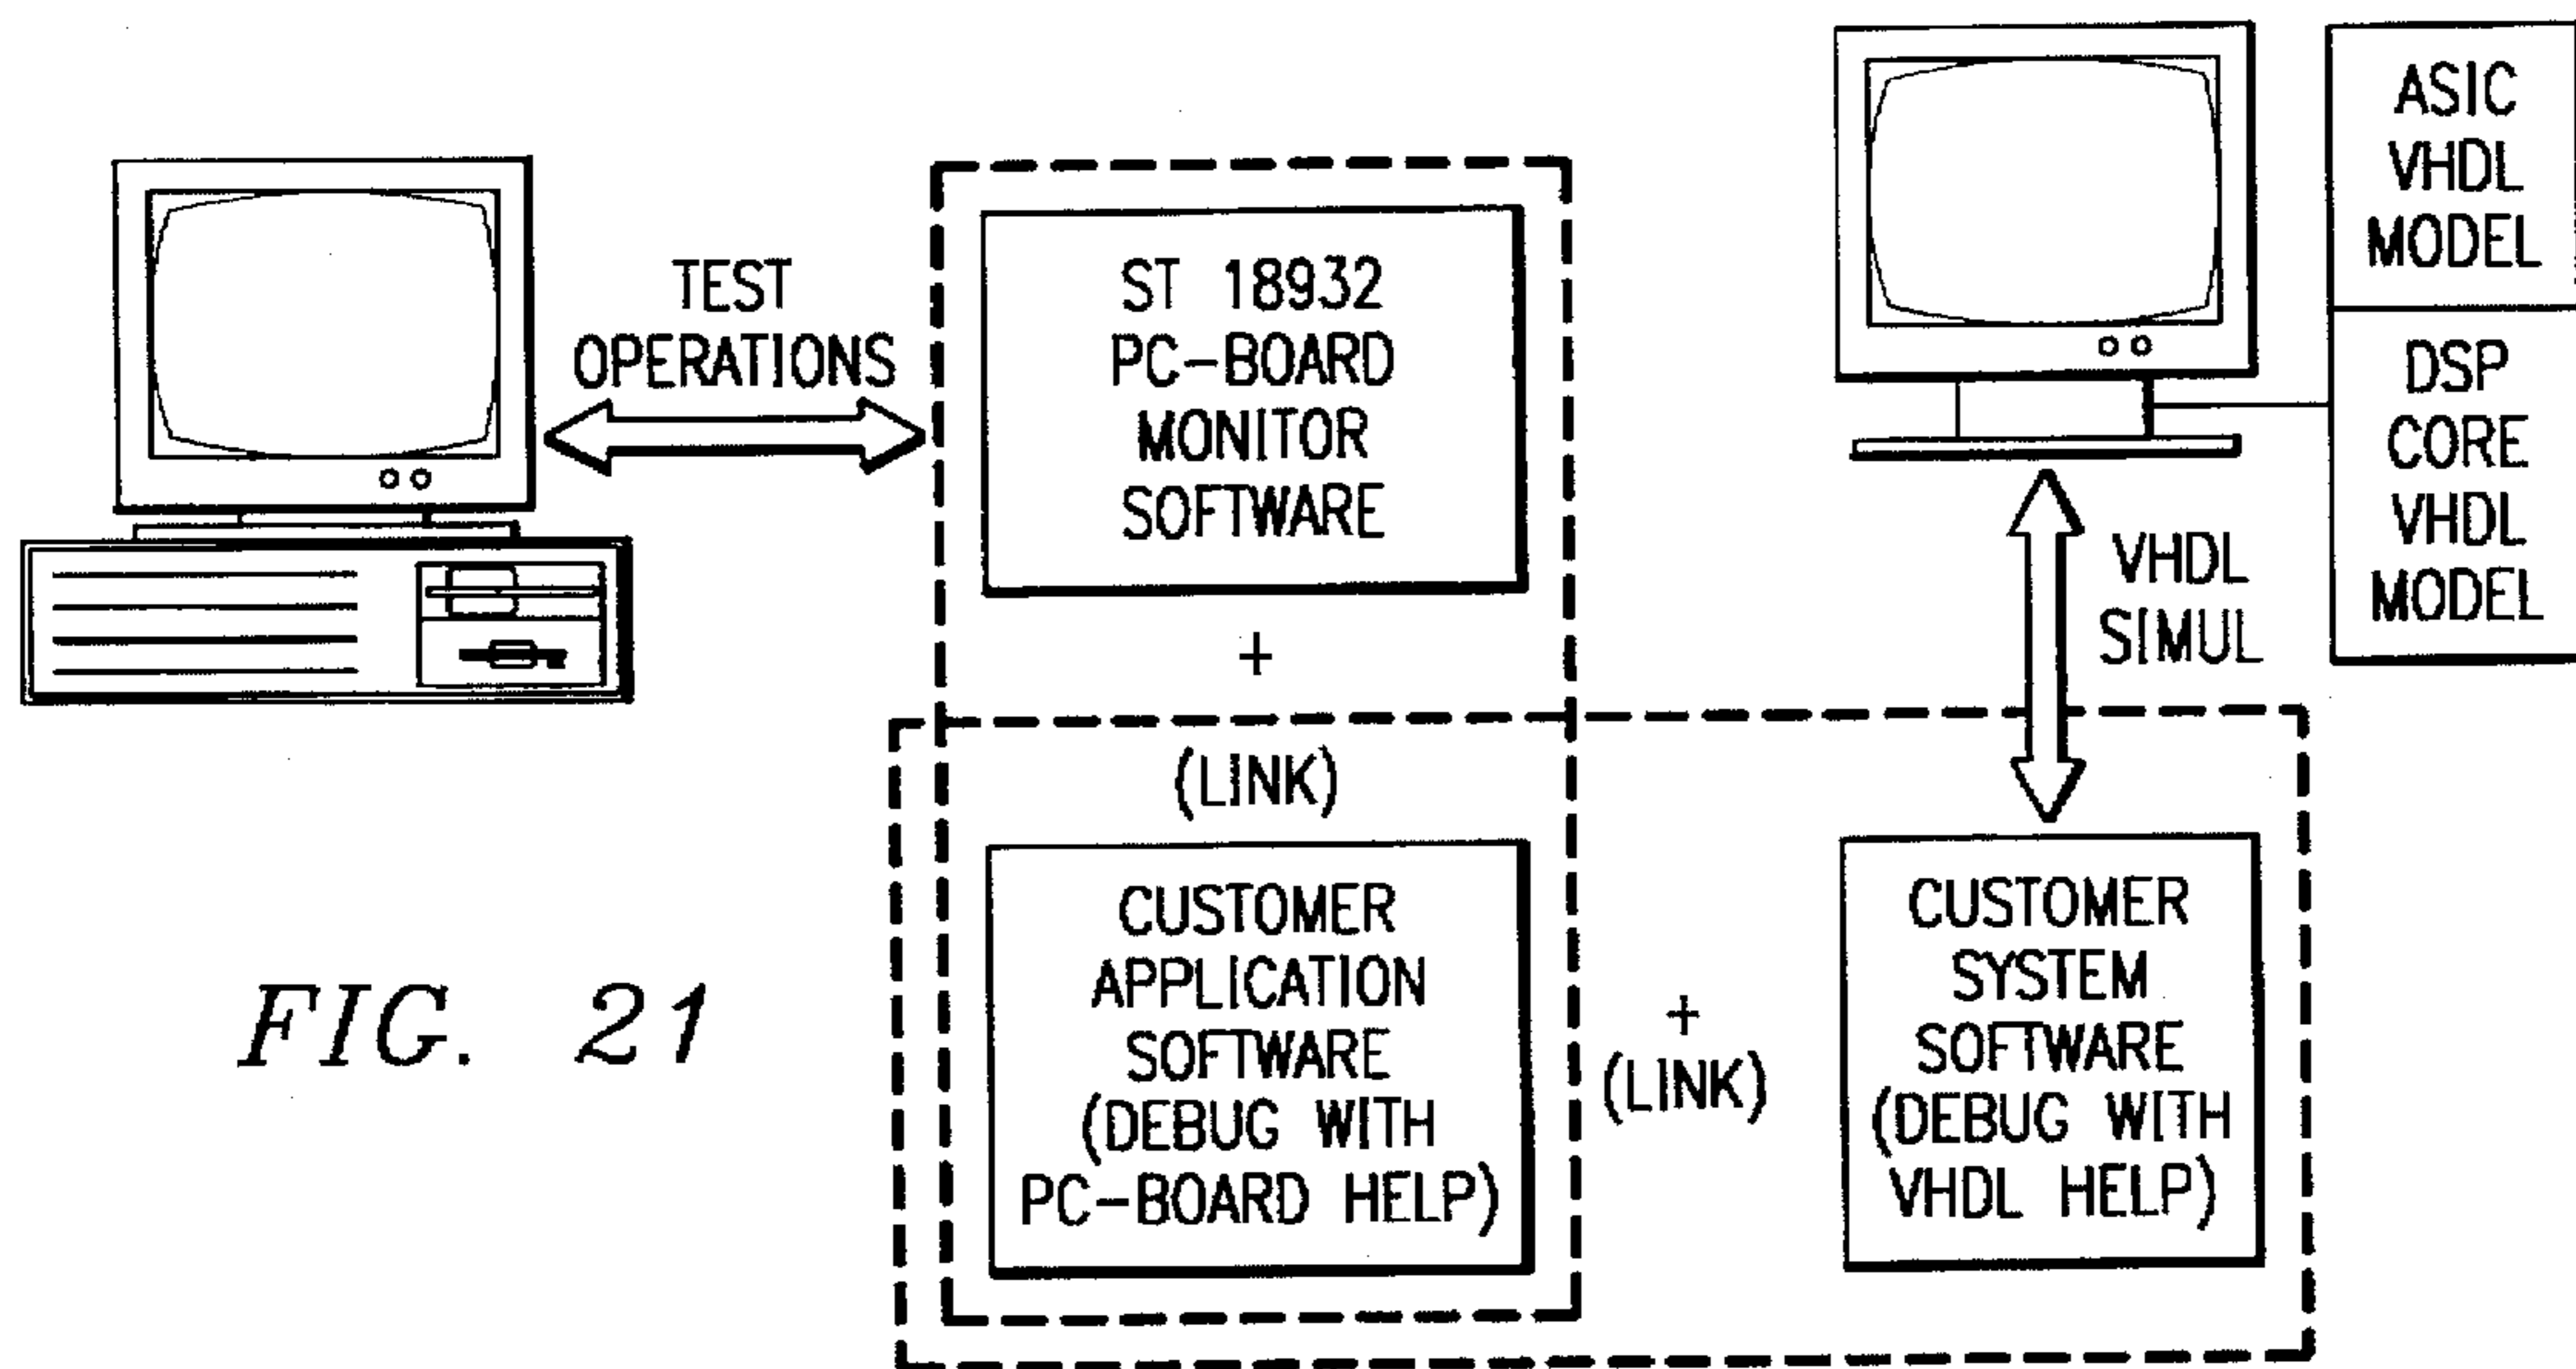 TEST
OPERATIONS
ST 18932
PC-BOARD
MONITOR
SOFTWARE
+
(LINK)
CUSTOMER
APPLICATION
SOFTWARE
(DEBUG WITH
PC-BOARD HELP)
+
(LINK)
ASIC
VHDL
MODEL
DSP
CORE
VHDL
MODEL
VHDL
SIMUL
CUSTOMER
SYSTEM
SOFTWARE
(DEBUG WITH
VHDL HELP)
FIG. 21